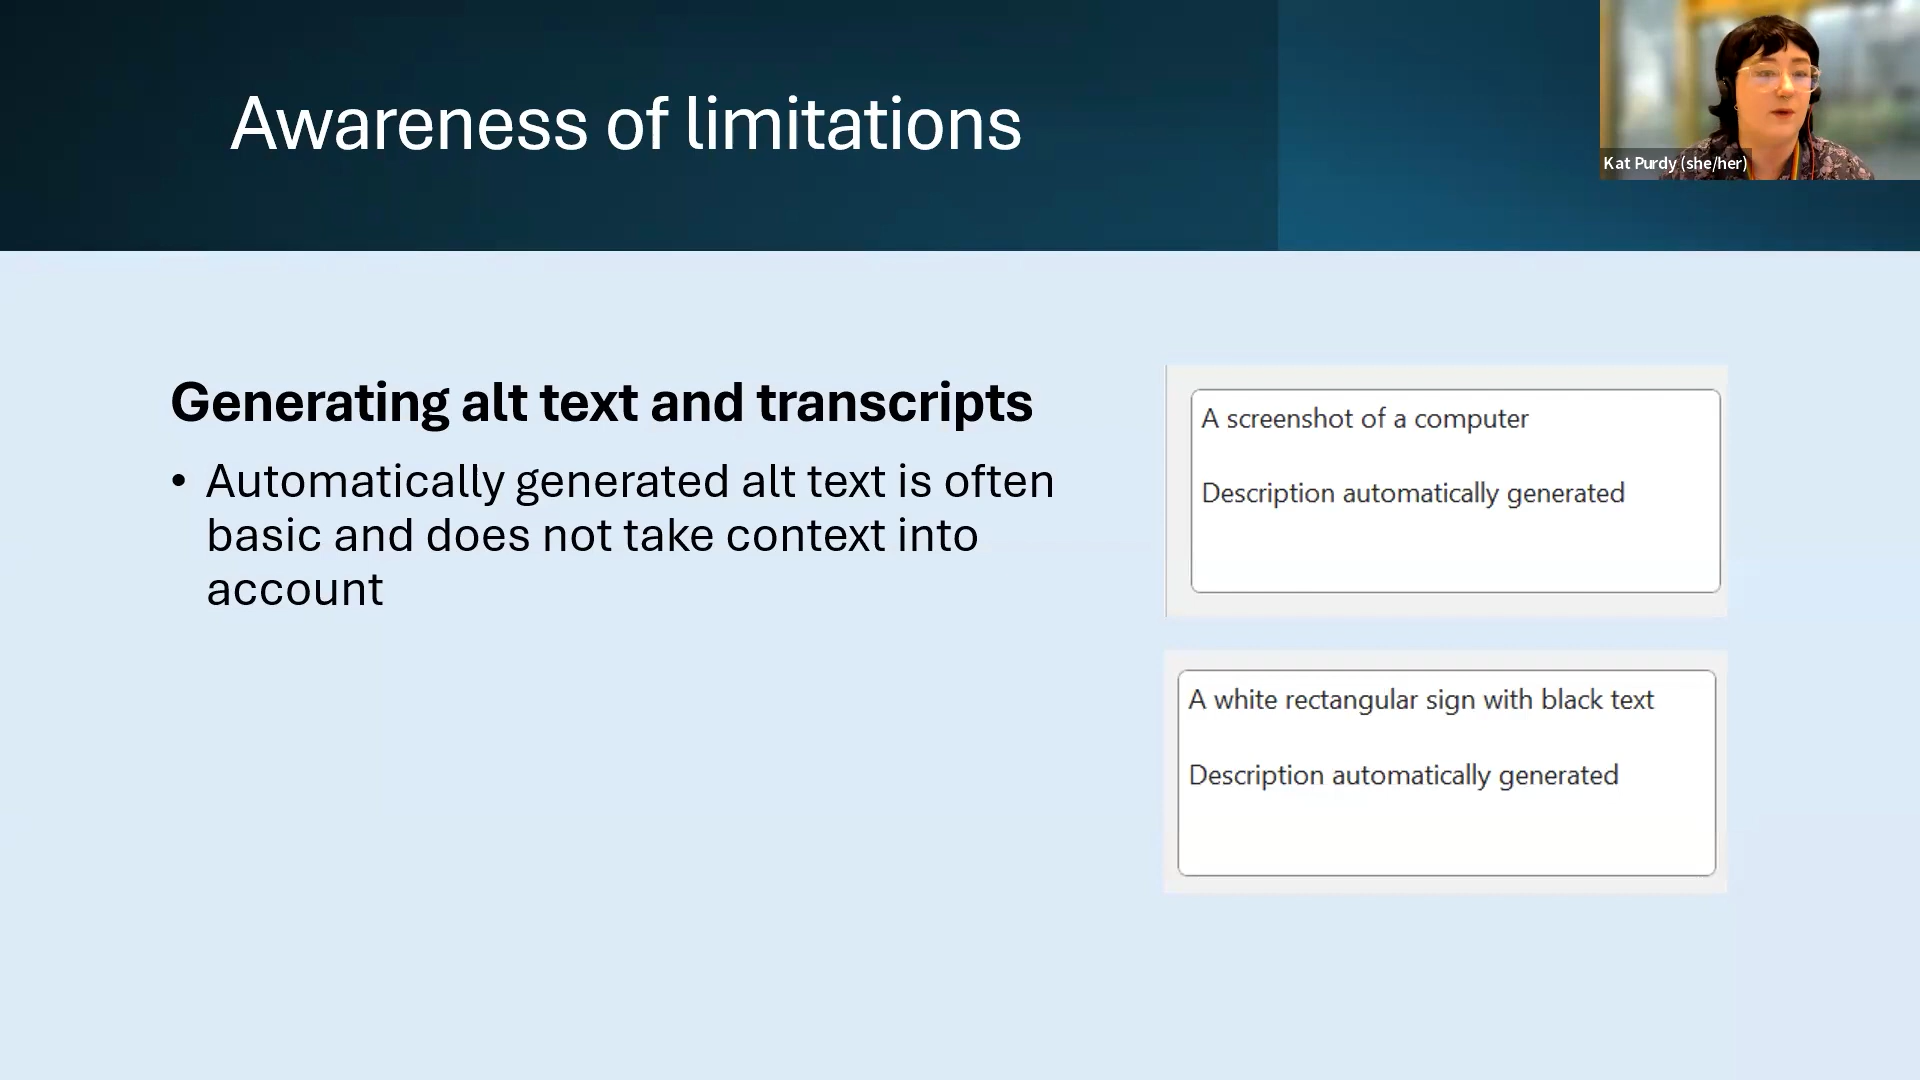 Awareness of limitations
Kat Purdy (she/her)
Generating alt text and transcripts
• Automatically generated alt text is often
basic and does not take context into
account
A screenshot of a computer
Description automatically generated
A white rectangular sign with black text
Description automatically generated